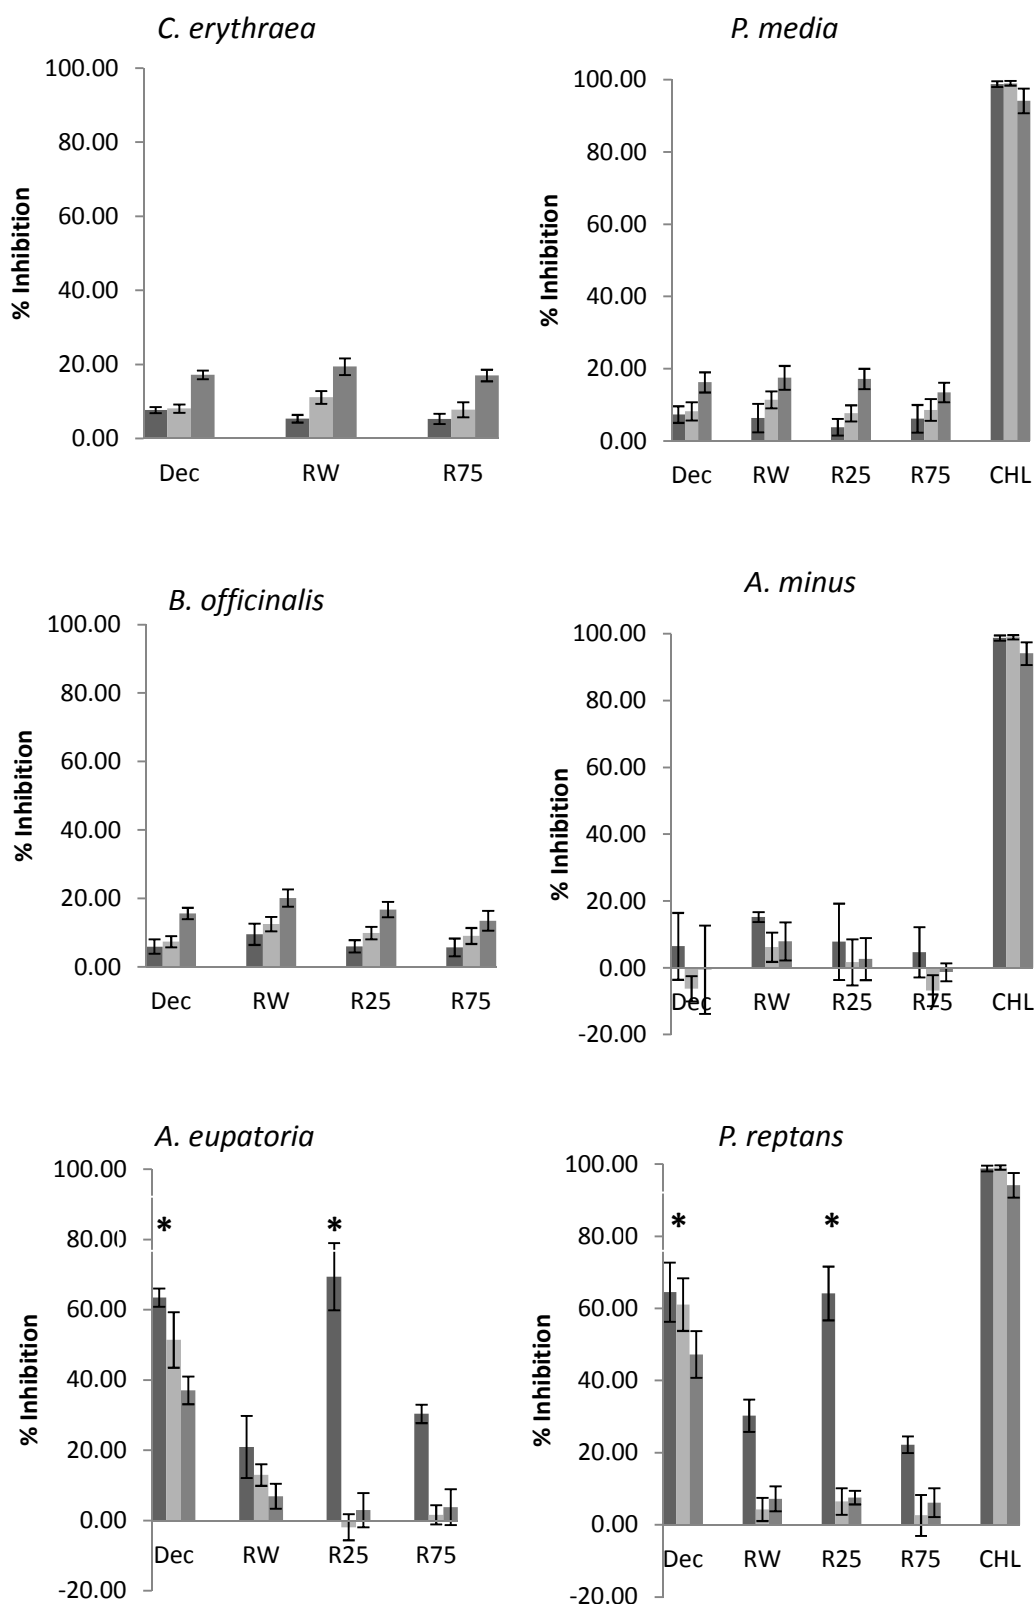 C. erythraea
100.00
80.00
60.00
40.00
20.00
0.00
% Inhibition
Dec RW R75
P. media
100.00
80.00
60.00
40.00
20.00
0.00
% Inhibition
Dec RW R25 R75 CHL
B. officinalis
100.00
80.00
60.00
40.00
20.00
0.00
% Inhibition
Dec RW R25 R75
A. minus
100.00
80.00
60.00
40.00
20.00
0.00
-20.00
% Inhibition
Dec RW R25 R75 CHL
A. eupatoria
100.00
80.00
60.00
40.00
20.00
0.00
-20.00
% Inhibition
* *
Dec RW R25 R75
P. reptans
100.00
80.00
60.00
40.00
20.00
0.00
-20.00
% Inhibition
* *
Dec RW R25 R75 CHL